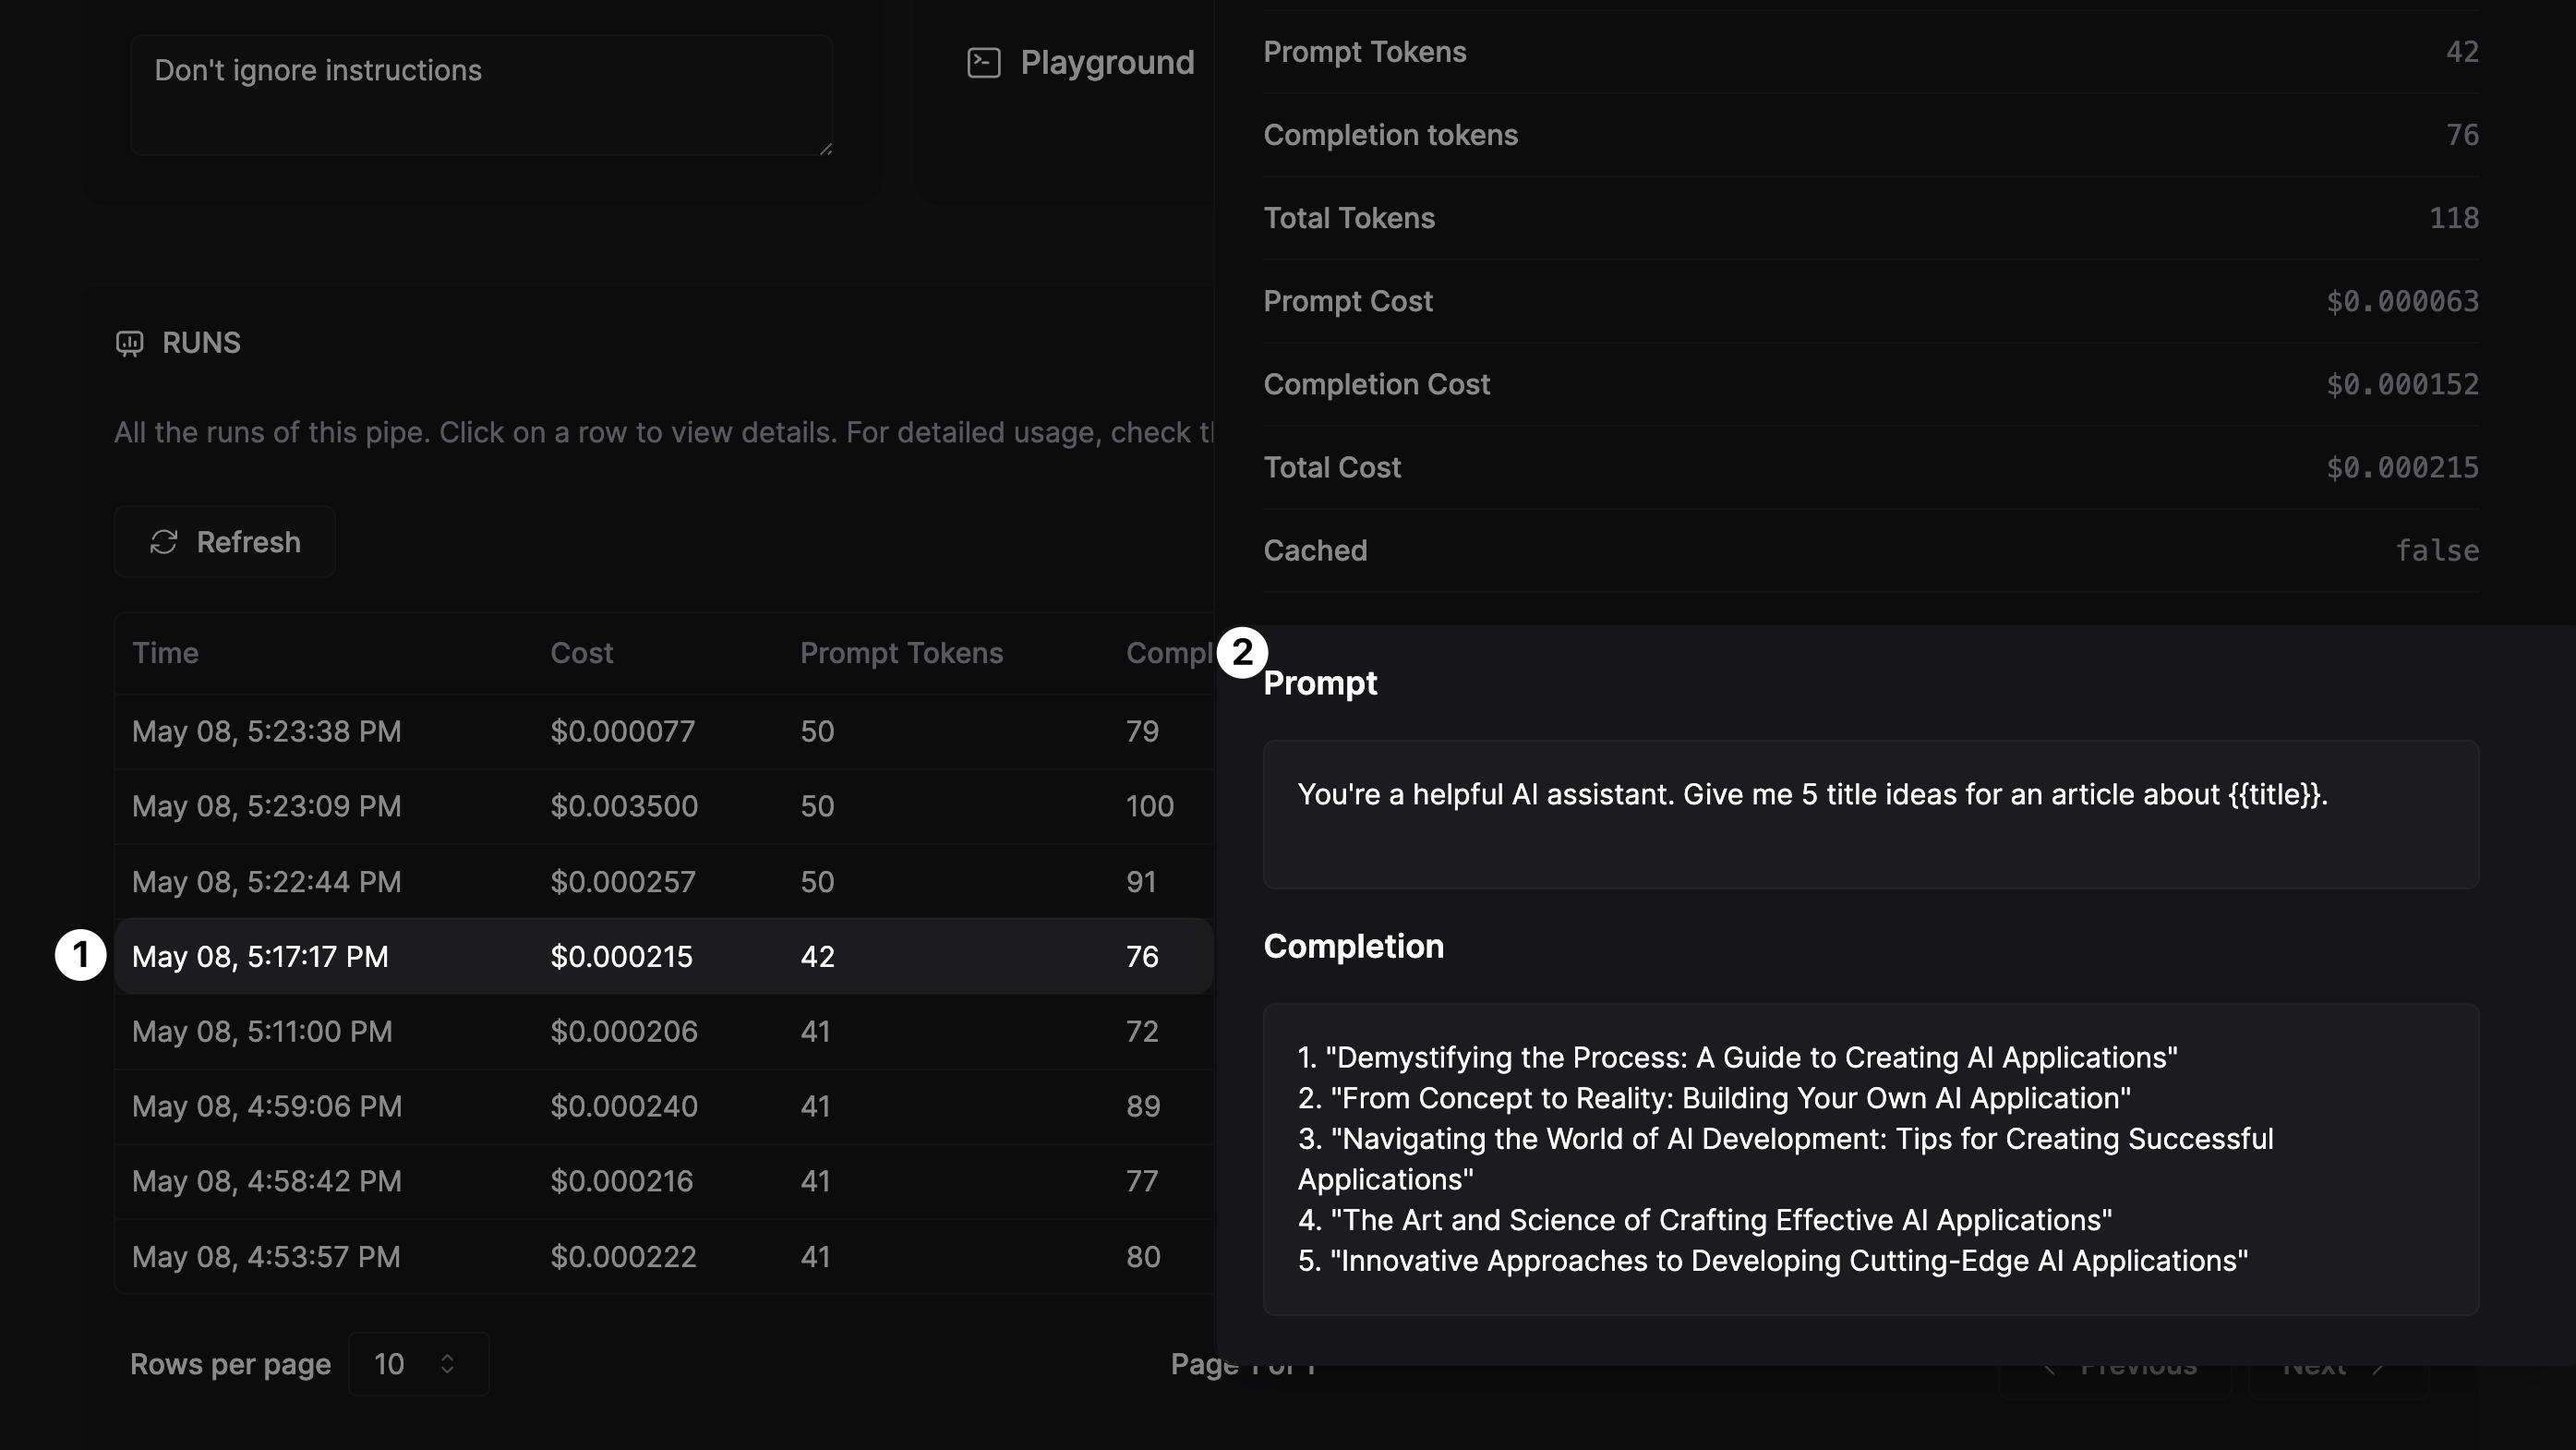 Don't ignore instructions
Playground
RUNS
All the runs of this pipe. Click on a row to view details. For detailed usage, check
Refresh
Time Cost Prompt Tokens Compl
May 08, 5:23:38 PM $0.000077 50 79
May 08, 5:23:09 PM $0.003500 50 100
May 08, 5:22:44 PM $0.000257 50 91
1 May 08, 5:17:17 PM $0.000215 42 76
May 08, 5:11:00 PM $0.000206 41 72
May 08, 4:59:06 PM $0.000240 41 89
May 08, 4:58:42 PM $0.000216 41 77
May 08, 4:53:57 PM $0.000222 41 80
Rows per page 10
Page 1 of 1
Previous Next
Prompt Tokens 42
Completion tokens 76
Total Tokens 118
Prompt Cost $0.000063
Completion Cost $0.000152
Total Cost $0.000215
Cached false
2
Prompt
You're a helpful AI assistant. Give me 5 title ideas for an article about {{title}}.
Completion
1. "Demystifying the Process: A Guide to Creating AI Applications"
2. "From Concept to Reality: Building Your Own AI Application"
3. "Navigating the World of AI Development: Tips for Creating Successful
Applications"
4. "The Art and Science of Crafting Effective AI Applications"
5. "Innovative Approaches to Developing Cutting-Edge AI Applications"